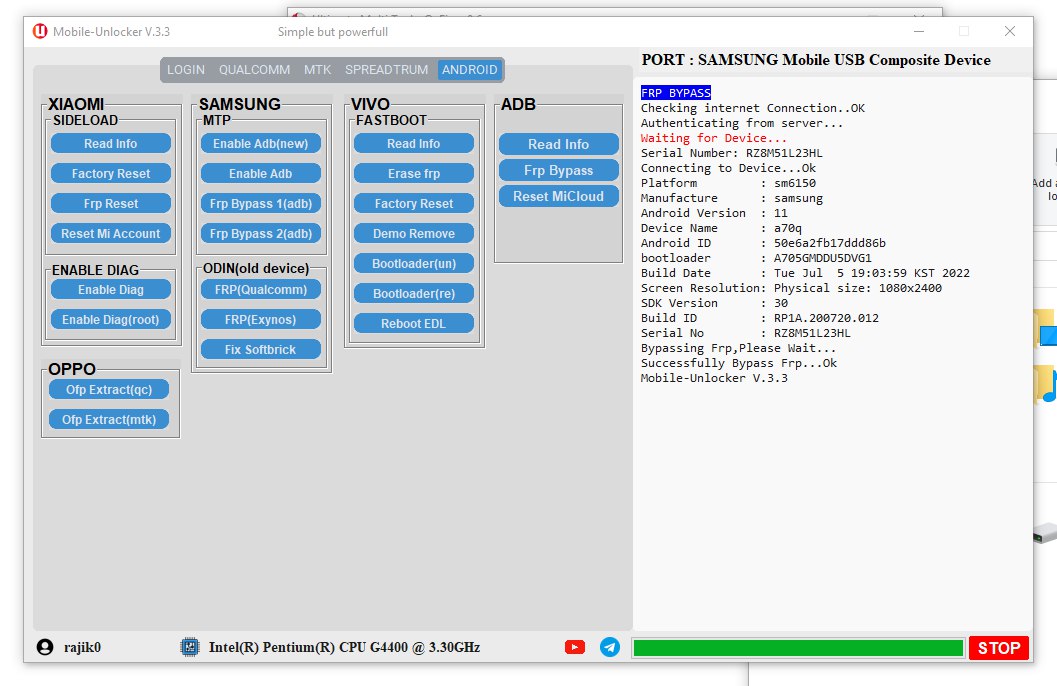 Mobile-Unlocker V.3.3
Simple but powerfull
LOGIN QUALCOMM MTK SPREADTRUM ANDROID
XIAOMI
SIDELOAD
Read Info
Factory Reset
Frp Reset
Reset Mi Account
ENABLE DIAG
Enable Diag
Enable Diag(root)
OPPO
Ofp Extract(qc)
Ofp Extract(mtk)
SAMSUNG
MTP
Enable Adb(new)
Enable Adb
Frp Bypass 1(adb)
Frp Bypass 2(adb)
ODIN(old device)
FRP(Qualcomm)
FRP(Exynos)
Fix Softbrick
VIVO
FASTBOOT
Read Info
Erase frp
Factory Reset
Demo Remove
Bootloader(un)
Bootloader(re)
Reboot EDL
ADB
Read Info
Frp Bypass
Reset MiCloud
PORT : SAMSUNG Mobile USB Composite Device
FRP BYPASS
Checking internet Connection..OK
Authenticating from server...
Waiting for Device...
Serial Number: RZ8M51L23HL
Connecting to Device...Ok
Platform : sm6150
Manufacture : samsung
Android Version : 11
Device Name : a70q
Android ID : 50e6a2fb17ddd86b
bootloader : A705GMDDU5DVG1
Build Date : Tue Jul 5 19:03:59 KST 2022
Screen Resolution: Physical size: 1080x2400
SDK Version : 30
Build ID : RP1A.200720.012
Serial No : RZ8M51L23HL
Bypassing Frp,Please Wait...
Successfully Bypass Frp...Ok
Mobile-Unlocker V.3.3
rajik0
Intel(R) Pentium(R) CPU G4400 @ 3.30GHz
STOP
Add a
lo